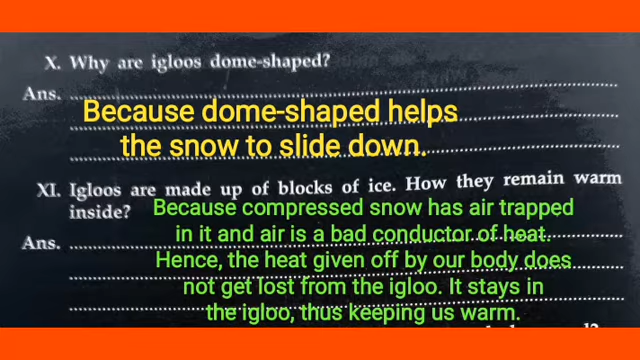 X. Why are igloos dome-shaped?
Ans.
Because dome-shaped helps
the snow to slide down.
XI. Igloos are made up of blocks of ice. How they remain warm
inside?
Because compressed snow has air trapped
in it and air is a bad conductor of heat.
Ans.
Hence, the heat given off by our body does
not get lost from the igloo. It stays in
the igloo, thus keeping us warm.